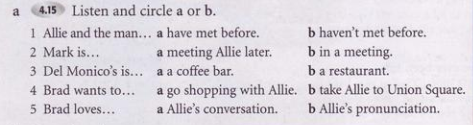 a 4.15 Listen and circle a or b.
1 Allie and the man... a have met before. b haven't met before.
2 Mark is... a meeting Allie later. b in a meeting.
3 Del Monico's is... a a coffee bar. b a restaurant.
4 Brad wants to... a go shopping with Allie. b take Allie to Union Square.
5 Brad loves... a Allie's conversation. b Allie's pronunciation.